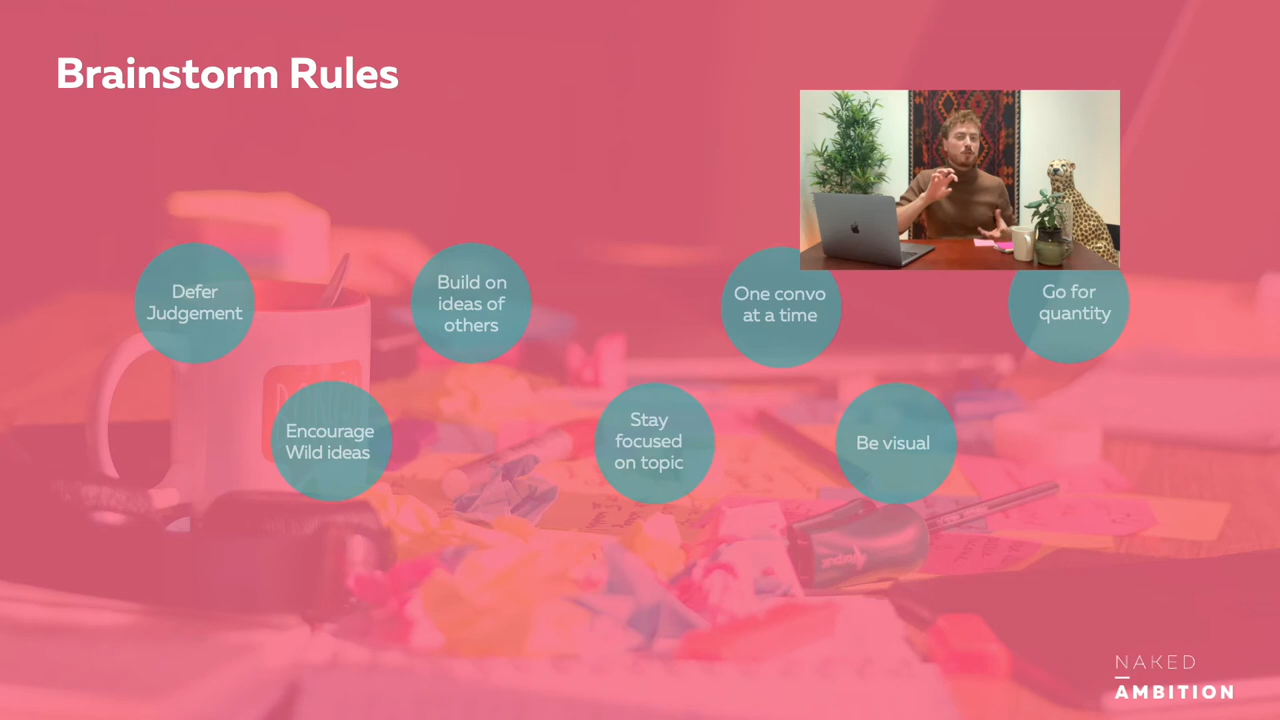 Brainstorm Rules
Defer
Judgement
Build on
ideas of
others
One convo
at a time
Go for
quantity
Encourage
Wild ideas
Stay
focused
on topic
Be visual
NAKED
AMBITION